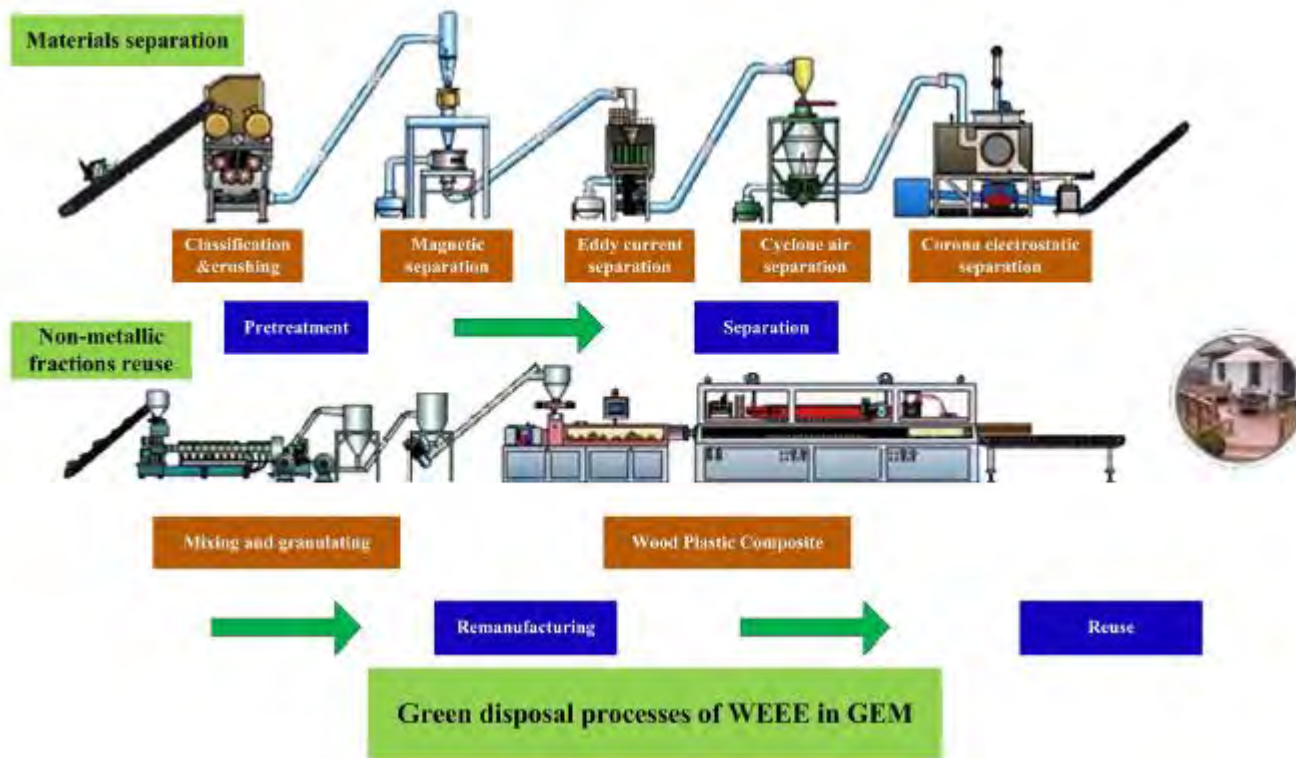 Materials separation
Classification
&crushing
Magnetic
separation
Eddy current
separation
Cyclone air
separation
Corona electrostatic
separation
Pretreatment
Separation
Non-metallic
fractions reuse
Mixing and granulating
Wood Plastic Composite
Remanufacturing
Reuse
Green disposal processes of WEEE in GEM